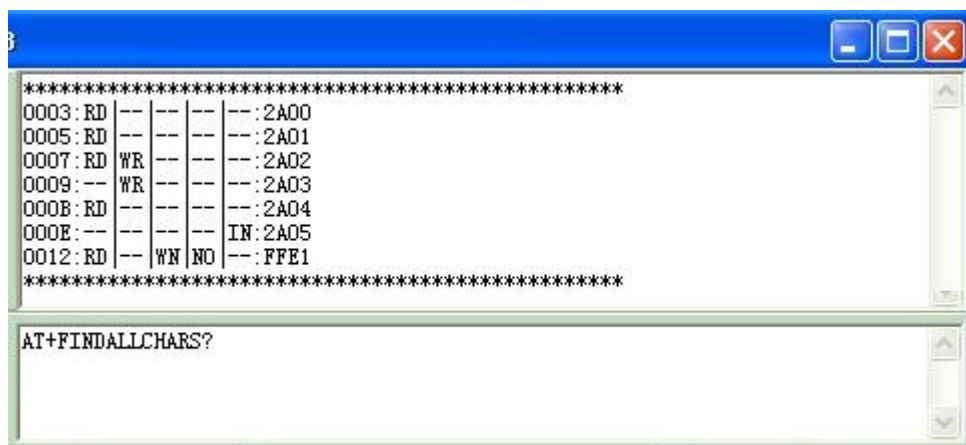 **************************************************
0003:RD|--|--|--|--:2A00
0005:RD|--|--|--|--:2A01
0007:RD|WR|--|--|--:2A02
0009:--|WR|--|--|--:2A03
000B:RD|--|--|--|--:2A04
000E:--|--|--|--|IN:2A05
0012:RD|--|WN|NO|--:FFE1
**************************************************
AT+FINDALLCHARS?